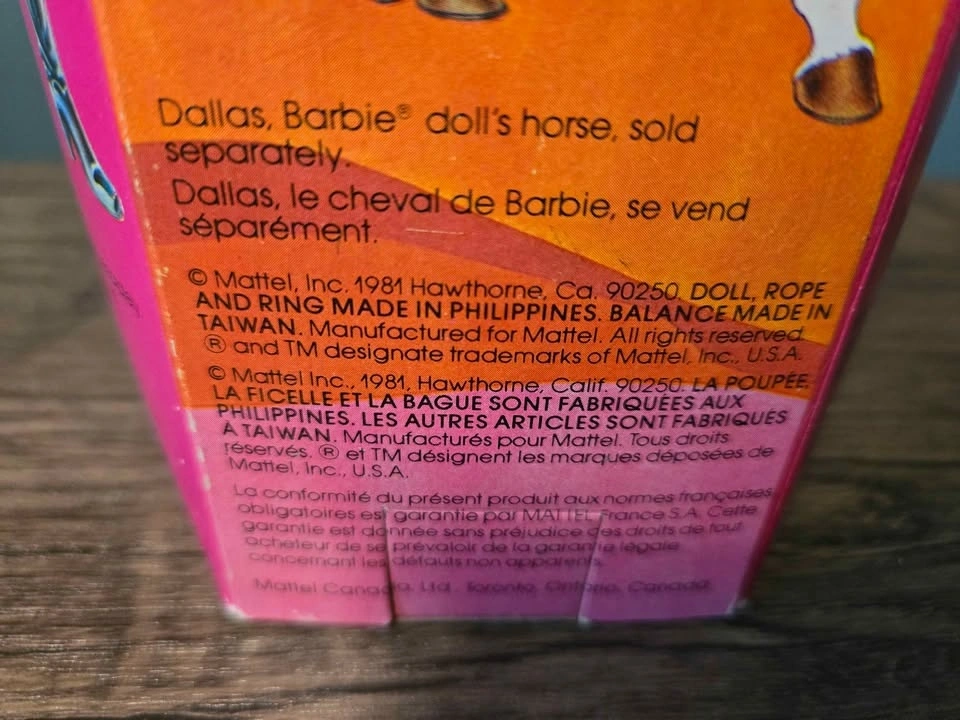 Dallas, Barbie® doll's horse, sold
separately.
Dallas, le cheval de Barbie, se vend
séparément.
© Mattel, Inc. 1981 Hawthorne, Ca. 90250. DOLL, ROPE
AND RING MADE IN PHILIPPINES. BALANCE MADE IN
TAIWAN. Manufactured for Mattel. All rights reserved.
® and TM designate trademarks of Mattel, Inc., U.S.A.
© Mattel Inc., 1981, Hawthorne, Calif. 90250. LA POUPÉE,
LA FICELLE ET LA BAGUE SONT FABRIQUÉES AUX
PHILIPPINES. LES AUTRES ARTICLES SONT FABRIQUÉS
A TAIWAN. Manufacturés pour Mattel. Tous droits
réservés. ® et TM désignent les marques déposées de
Mattel, Inc., U.S.A.
La conformité du présent produit aux normes françaises
obligatoires est garantie par MATTEL France S.A. Cette
garantie est donnée sans préjudice des droits de tout
acheteur de se prévaloir de la garantie légale
concernant les défauts non apparents.
Mattel Canada, Ltd., Toronto, Ontario, Canada.